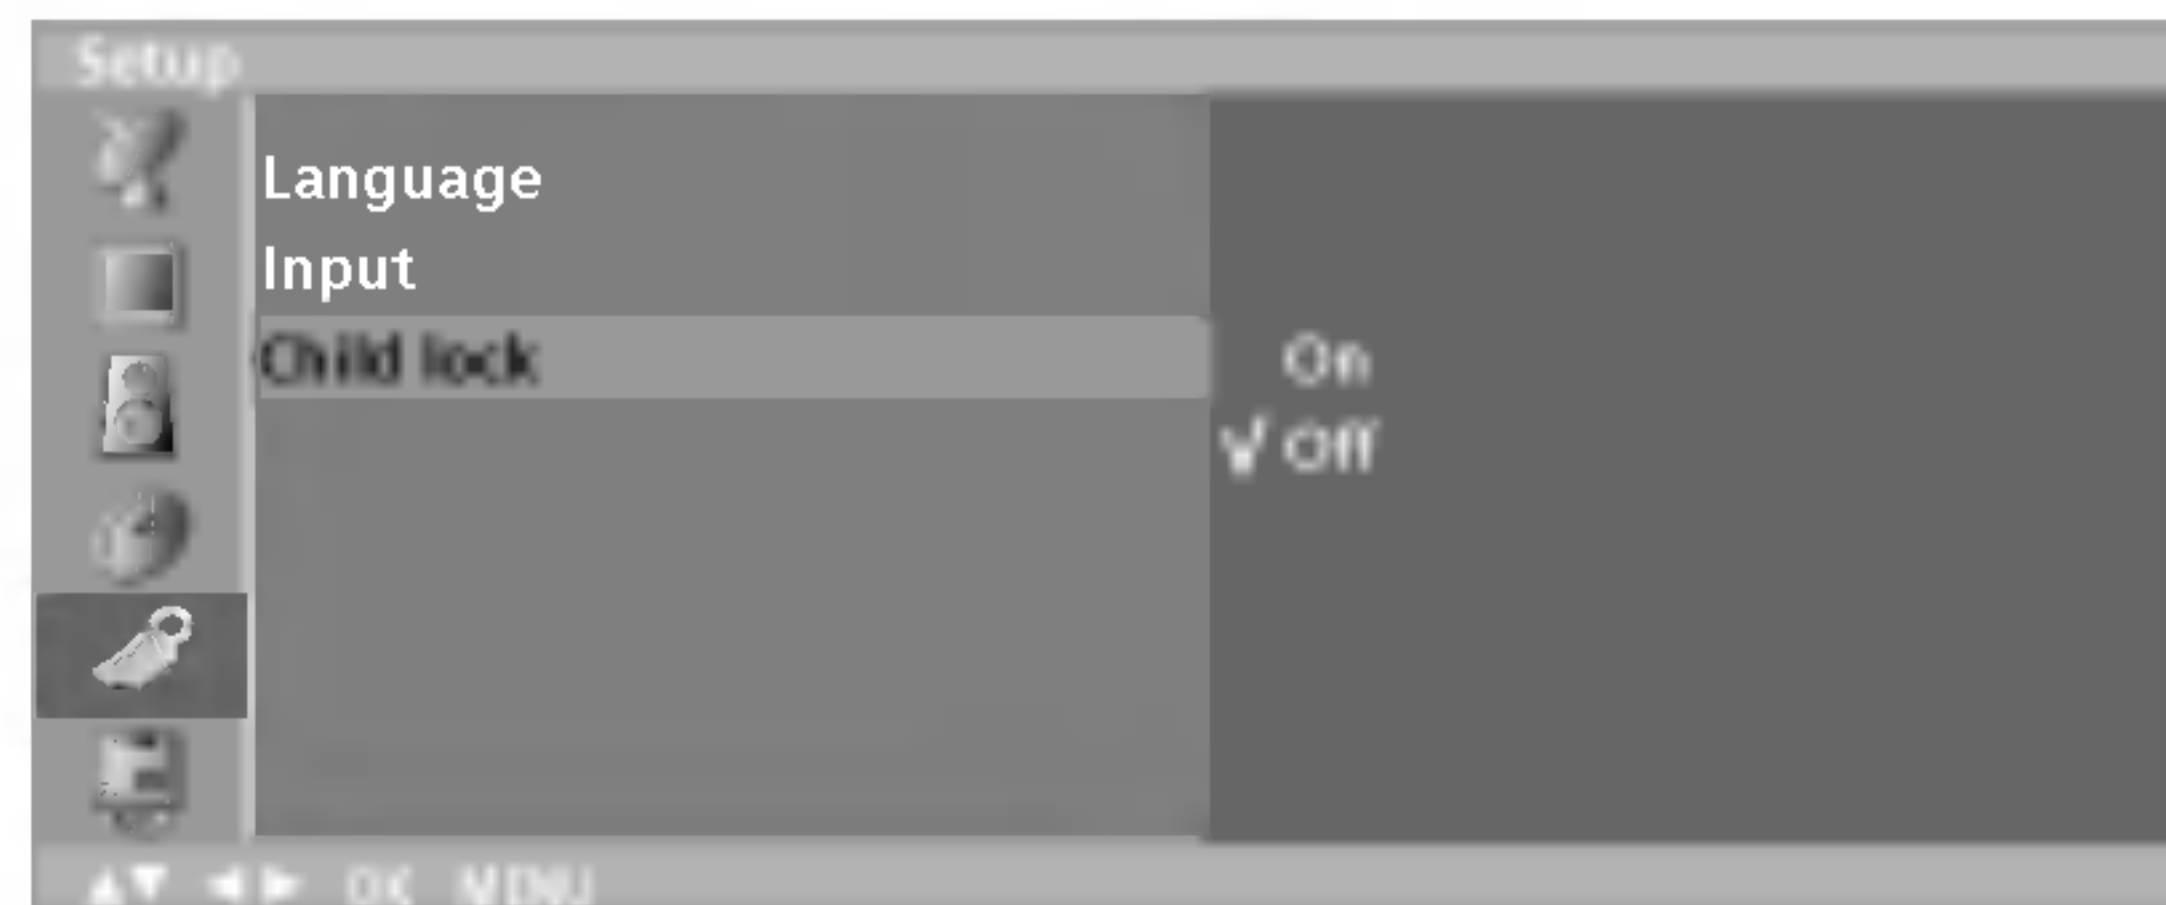 Setup
Language
Input
Child lock On
Off
OK MENU